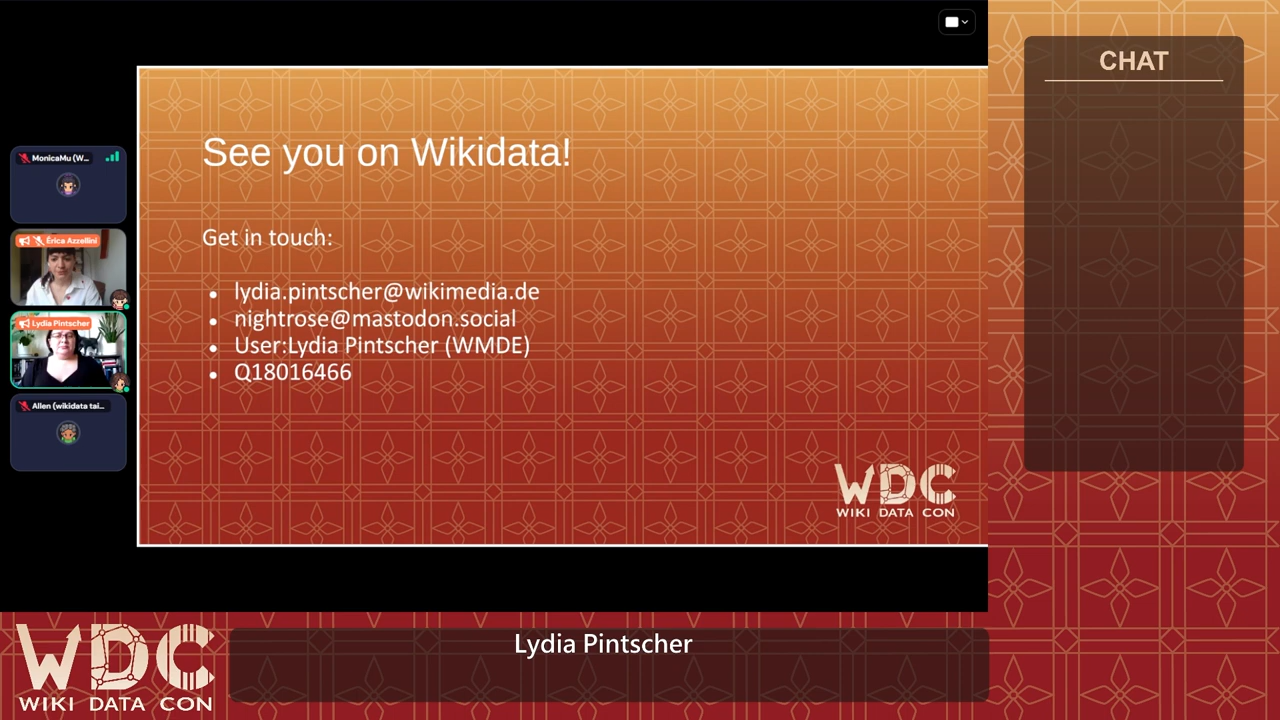 CHAT
See you on Wikidata!
Get in touch:
lydia.pintscher@wikimedia.de
nightrose@mastodon.social
User:Lydia Pintscher (WMDE)
Q18016466
WDC
WIKI DATA CON
MonicaMu (W...
Érica Azzellini
Lydia Pintscher
Allen (wikidata tai...
WDC
WIKI DATA CON
Lydia Pintscher